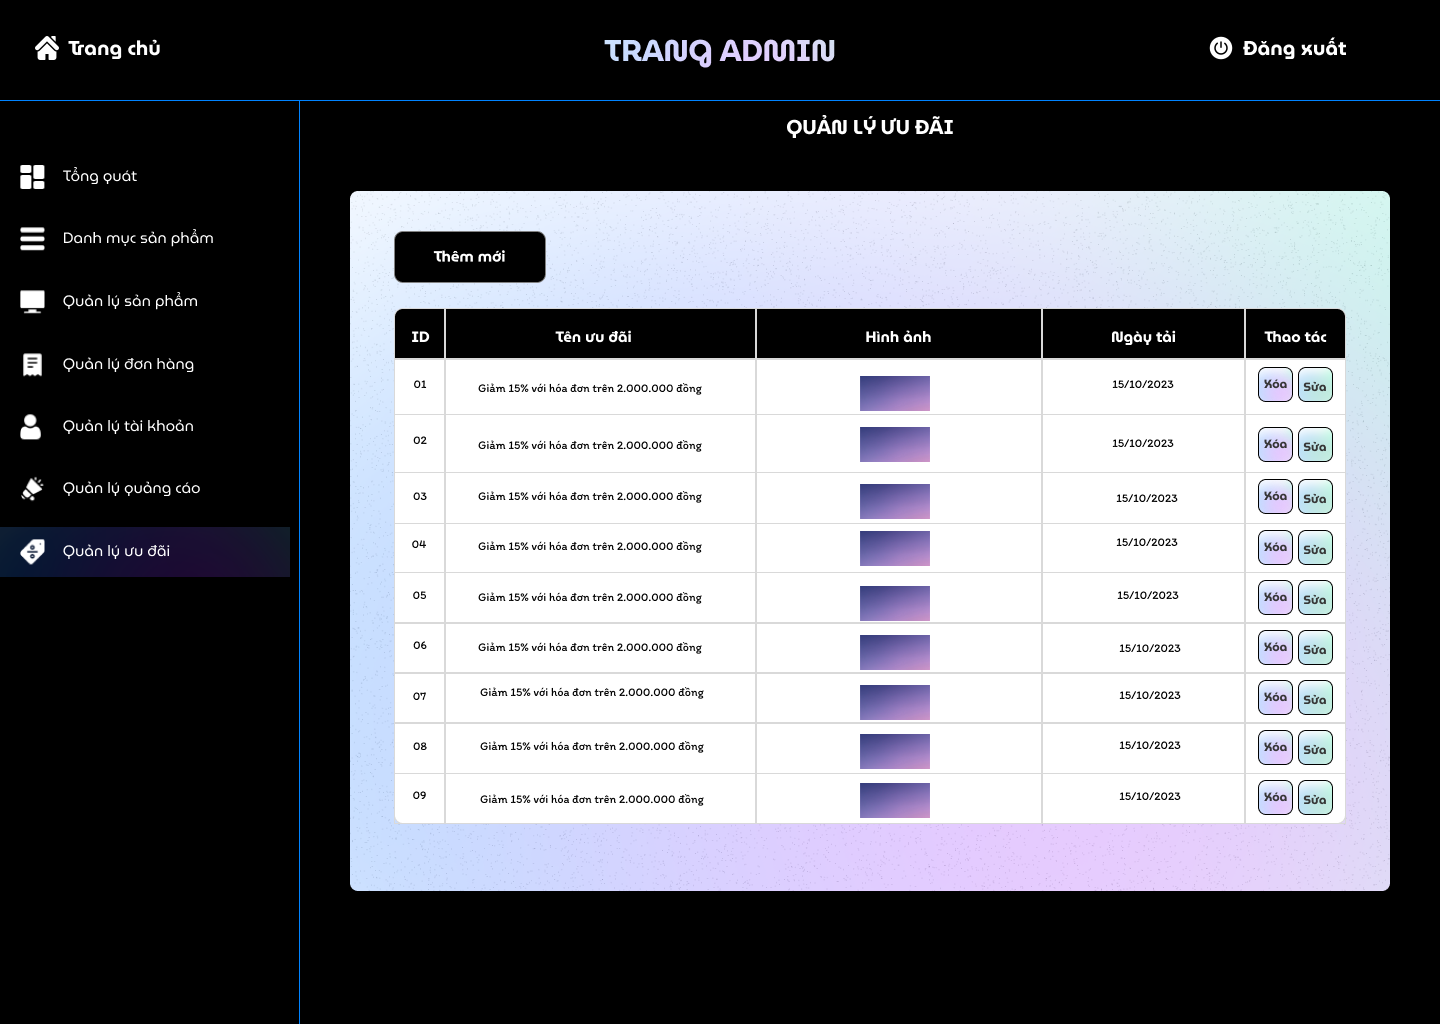 Trang chủ
TRANG ADMIN
Đăng xuất
QUẢN LÝ ƯU ĐÃI
Tổng quát
Danh mục sản phẩm
Quản lý sản phẩm
Quản lý đơn hàng
Quản lý tài khoản
Quản lý quảng cáo
Quản lý ưu đãi
Thêm mới
ID Tên ưu đãi Hình ảnh Ngày tải Thao tác
01 Giảm 15% với hóa đơn trên 2.000.000 đồng 15/10/2023 Xóa Sửa
02 Giảm 15% với hóa đơn trên 2.000.000 đồng 15/10/2023 Xóa Sửa
03 Giảm 15% với hóa đơn trên 2.000.000 đồng 15/10/2023 Xóa Sửa
04 Giảm 15% với hóa đơn trên 2.000.000 đồng 15/10/2023 Xóa Sửa
05 Giảm 15% với hóa đơn trên 2.000.000 đồng 15/10/2023 Xóa Sửa
06 Giảm 15% với hóa đơn trên 2.000.000 đồng 15/10/2023 Xóa Sửa
07 Giảm 15% với hóa đơn trên 2.000.000 đồng 15/10/2023 Xóa Sửa
08 Giảm 15% với hóa đơn trên 2.000.000 đồng 15/10/2023 Xóa Sửa
09 Giảm 15% với hóa đơn trên 2.000.000 đồng 15/10/2023 Xóa Sửa